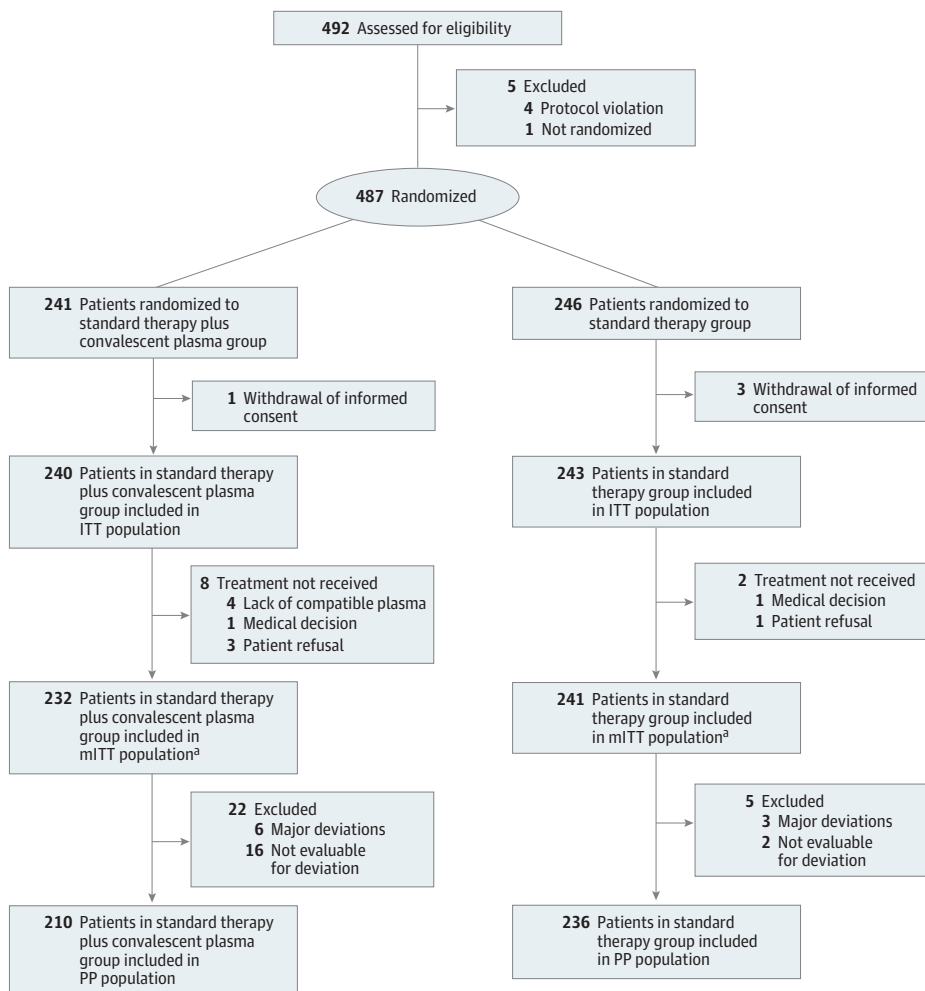 492 Assessed for eligibility
5 Excluded
4 Protocol violation
1 Not randomized
487 Randomized
241 Patients randomized to
standard therapy plus
convalescent plasma group
246 Patients randomized to
standard therapy group
1 Withdrawal of informed
consent
3 Withdrawal of informed
consent
240 Patients in standard therapy
plus convalescent plasma
group included in
ITT population
243 Patients in standard
therapy group included
in ITT population
8 Treatment not received
4 Lack of compatible plasma
1 Medical decision
3 Patient refusal
2 Treatment not received
1 Medical decision
1 Patient refusal
232 Patients in standard therapy
plus convalescent plasma
group included in
mITT populationᵃ
241 Patients in standard
therapy group included
in mITT populationᵃ
22 Excluded
6 Major deviations
16 Not evaluable
for deviation
5 Excluded
3 Major deviations
2 Not evaluable
for deviation
210 Patients in standard therapy
plus convalescent plasma
group included in
PP population
236 Patients in standard
therapy group included
in PP population